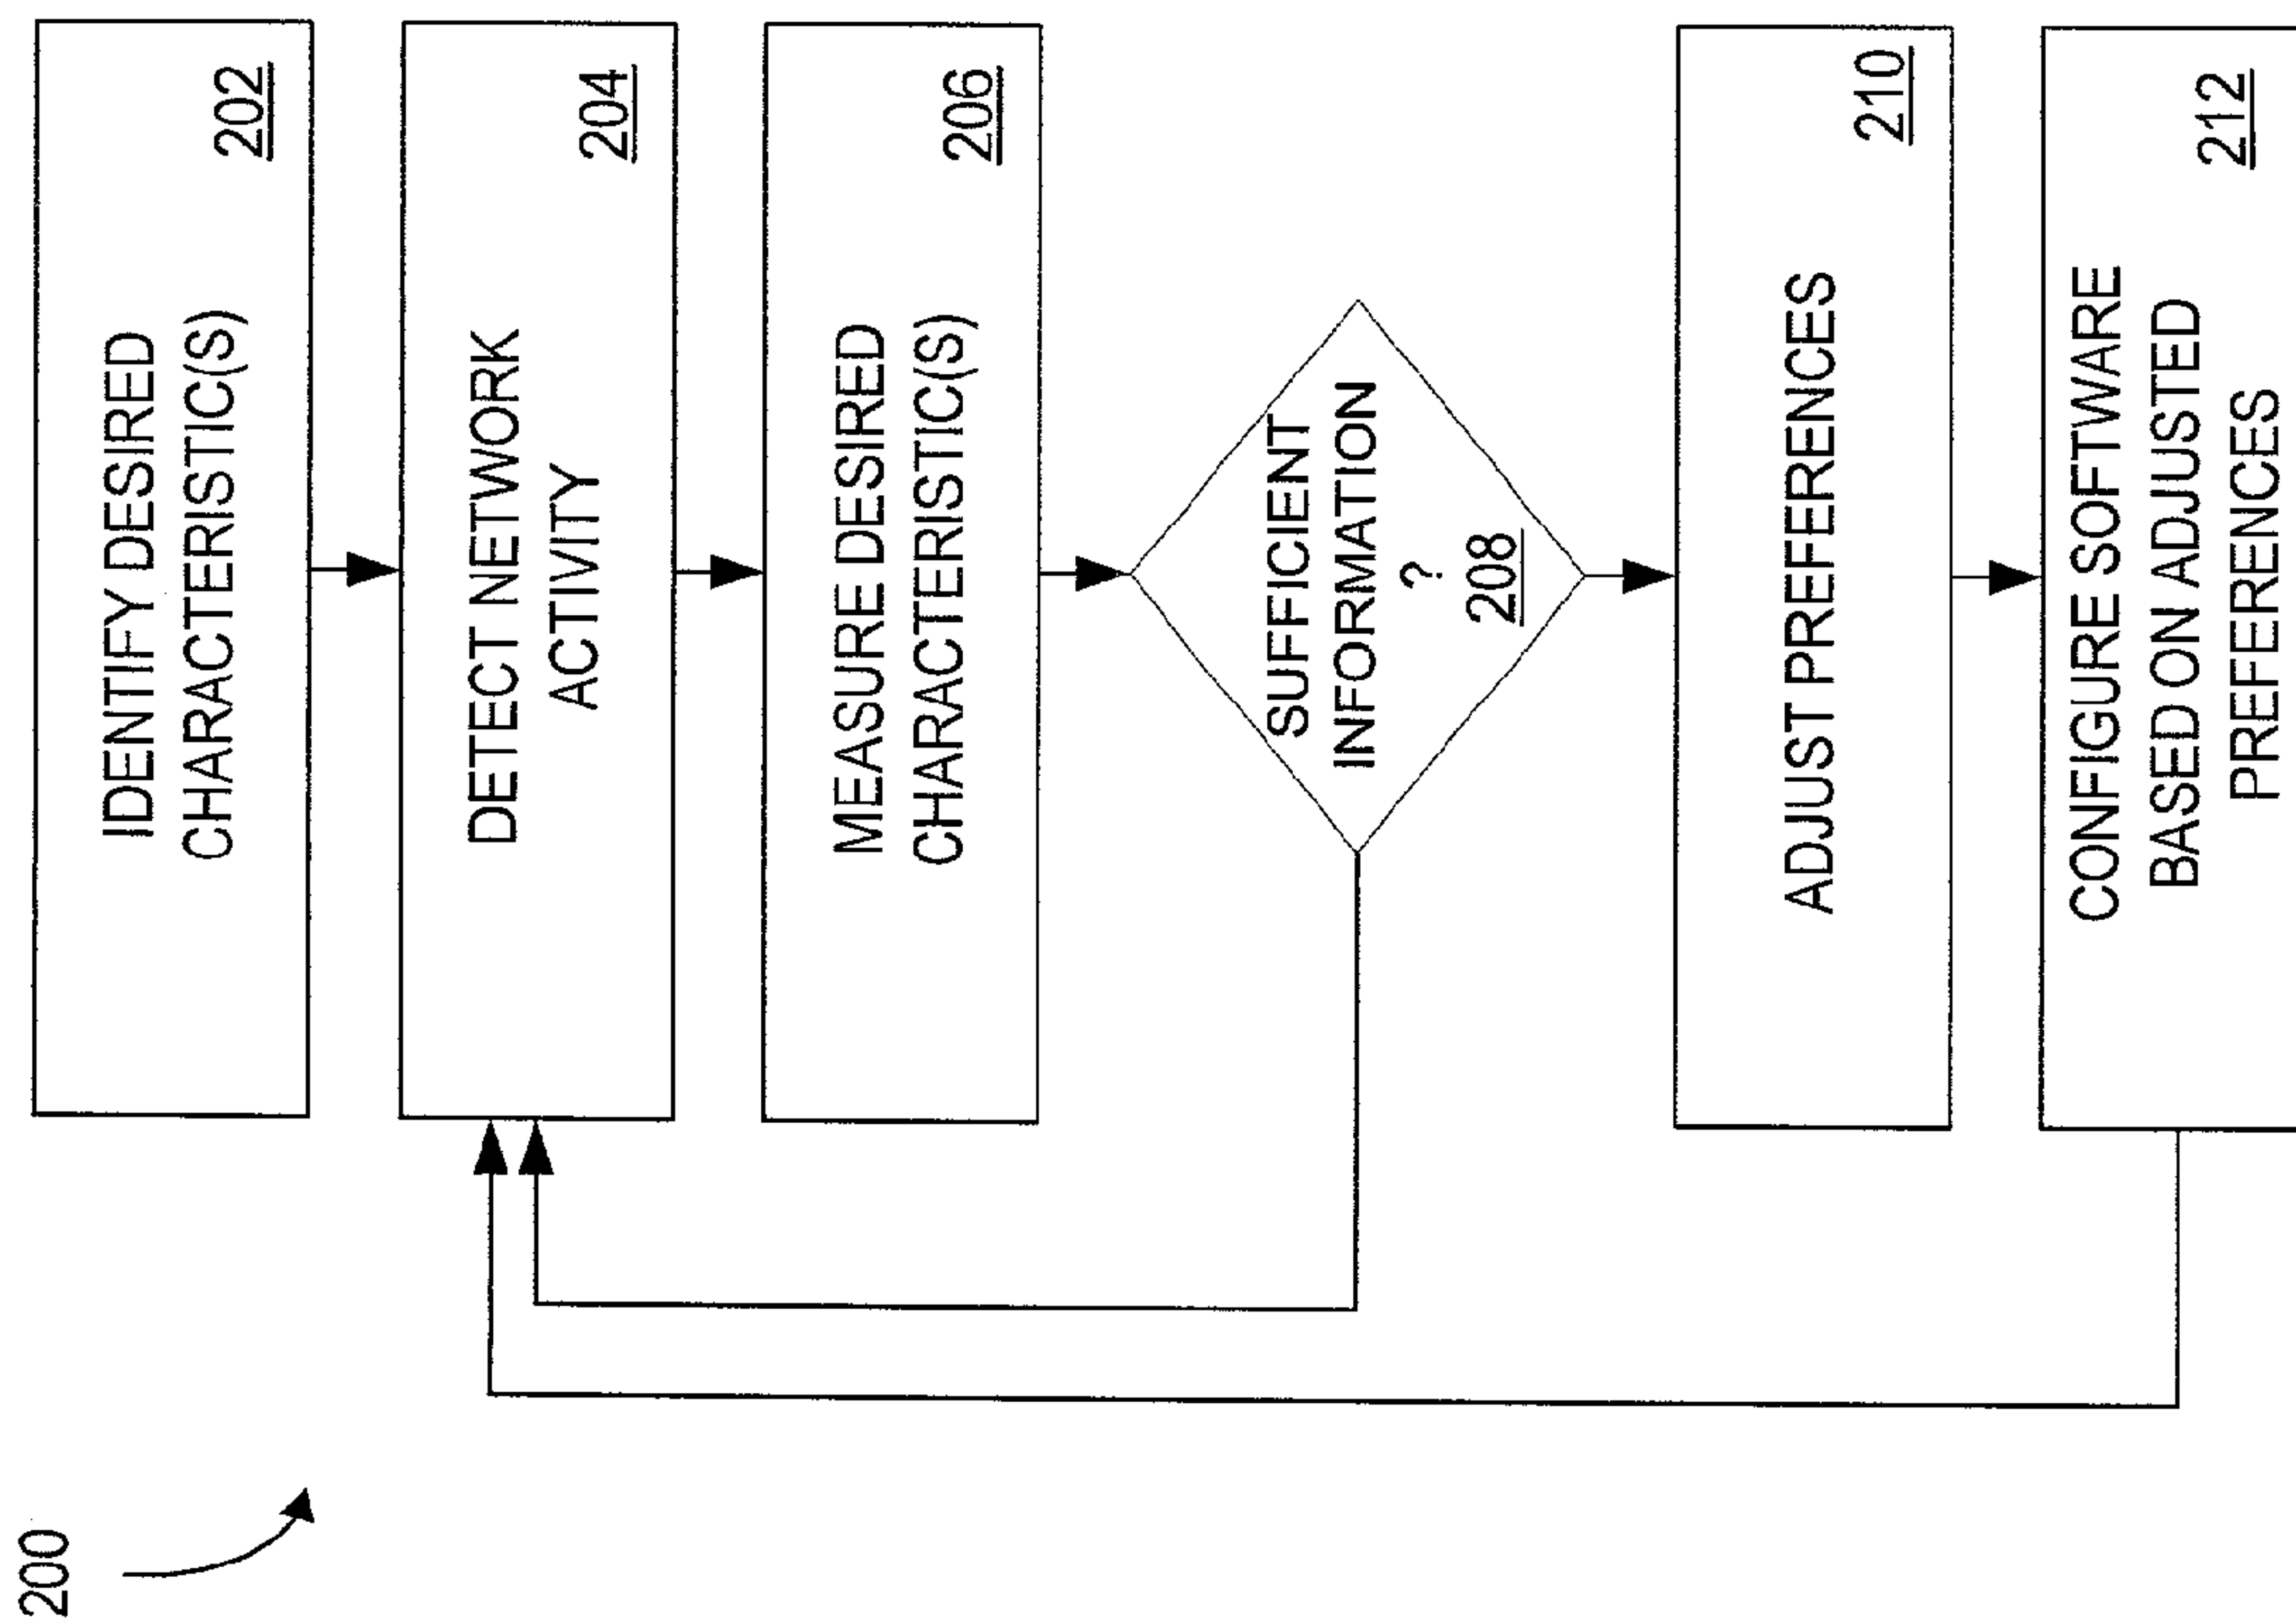 200
IDENTIFY DESIRED
CHARACTERISTIC(S)
202
DETECT NETWORK
ACTIVITY
204
MEASURE DESIRED
CHARACTERISTIC(S)
206
SUFFICIENT
INFORMATION
?
208
ADJUST PREFERENCES
210
CONFIGURE SOFTWARE
BASED ON ADJUSTED
PREFERENCES
212